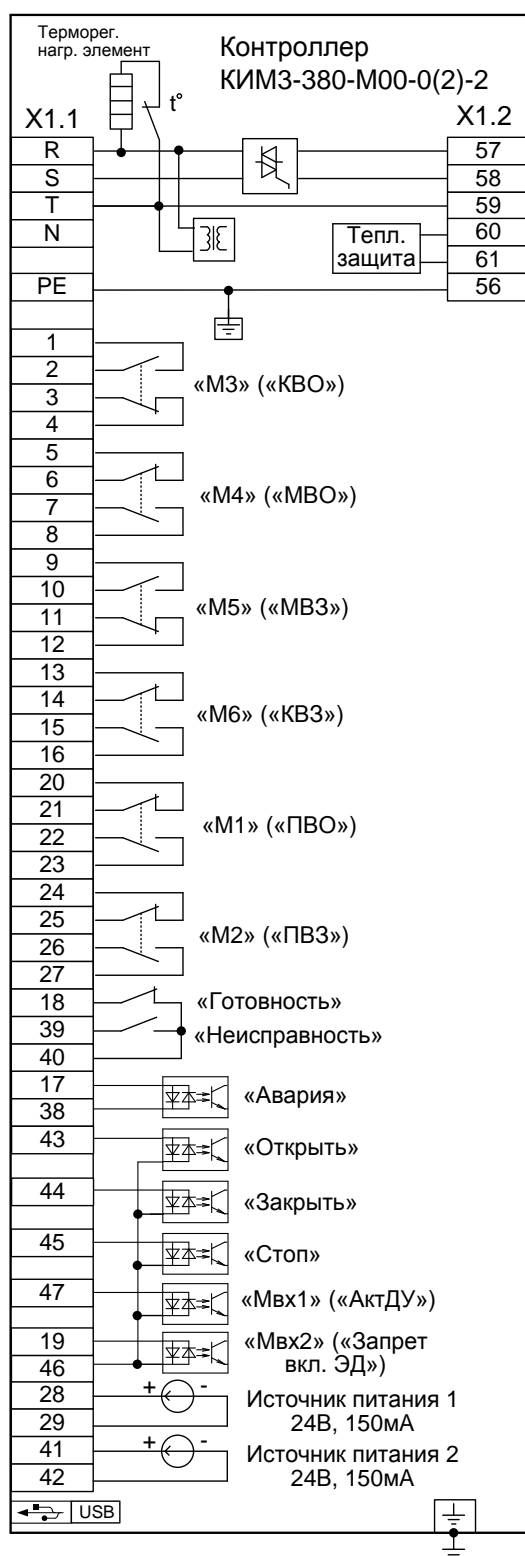 Терморег.
нагр. элемент
Контроллер
КИМ3-380-М00-0(2)-2
t°
X1.1
X1.2
R
57
S
58
T
59
N
Тепл.
защита
60
61
PE
56
1
2
3
4
«М3» («КВО»)
5
6
7
8
«М4» («МВО»)
9
10
11
12
«М5» («МВЗ»)
13
14
15
16
«М6» («КВЗ»)
20
21
22
23
«М1» («ПВО»)
24
25
26
27
«М2» («ПВЗ»)
18
«Готовность»
39
«Неисправность»
40
17
38
«Авария»
43
«Открыть»
44
«Закрыть»
45
«Стоп»
47
«Мвх1» («АктДУ»)
19
46
«Мвх2» («Запрет
вкл. ЭД»)
28
+ -
29
Источник питания 1
24В, 150мА
41
+ -
42
Источник питания 2
24В, 150мА
USB